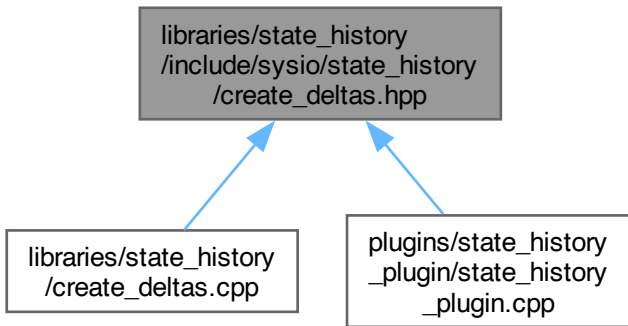 libraries/state_history
/include/sysio/state_history
/create_deltas.hpp
libraries/state_history
/create_deltas.cpp
plugins/state_history
_plugin/state_history
_plugin.cpp